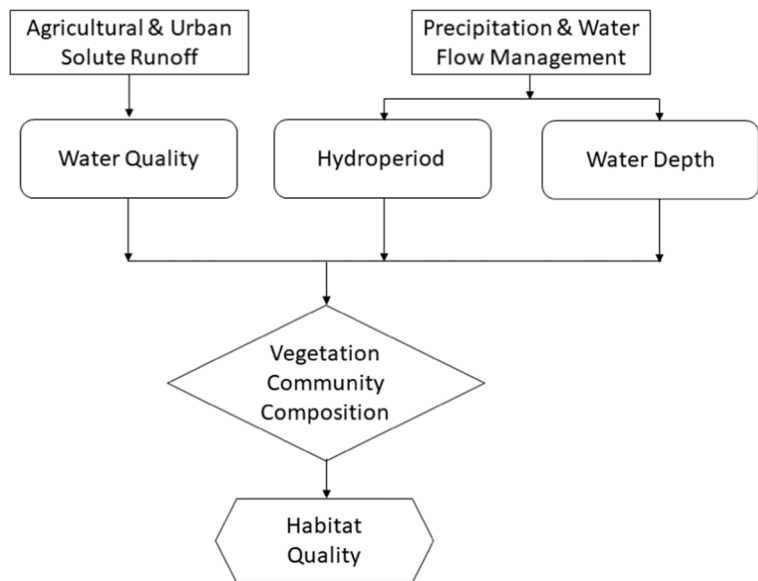 Agricultural & Urban
Solute Runoff
Precipitation & Water
Flow Management
Water Quality
Hydroperiod
Water Depth
Vegetation
Community
Composition
Habitat
Quality